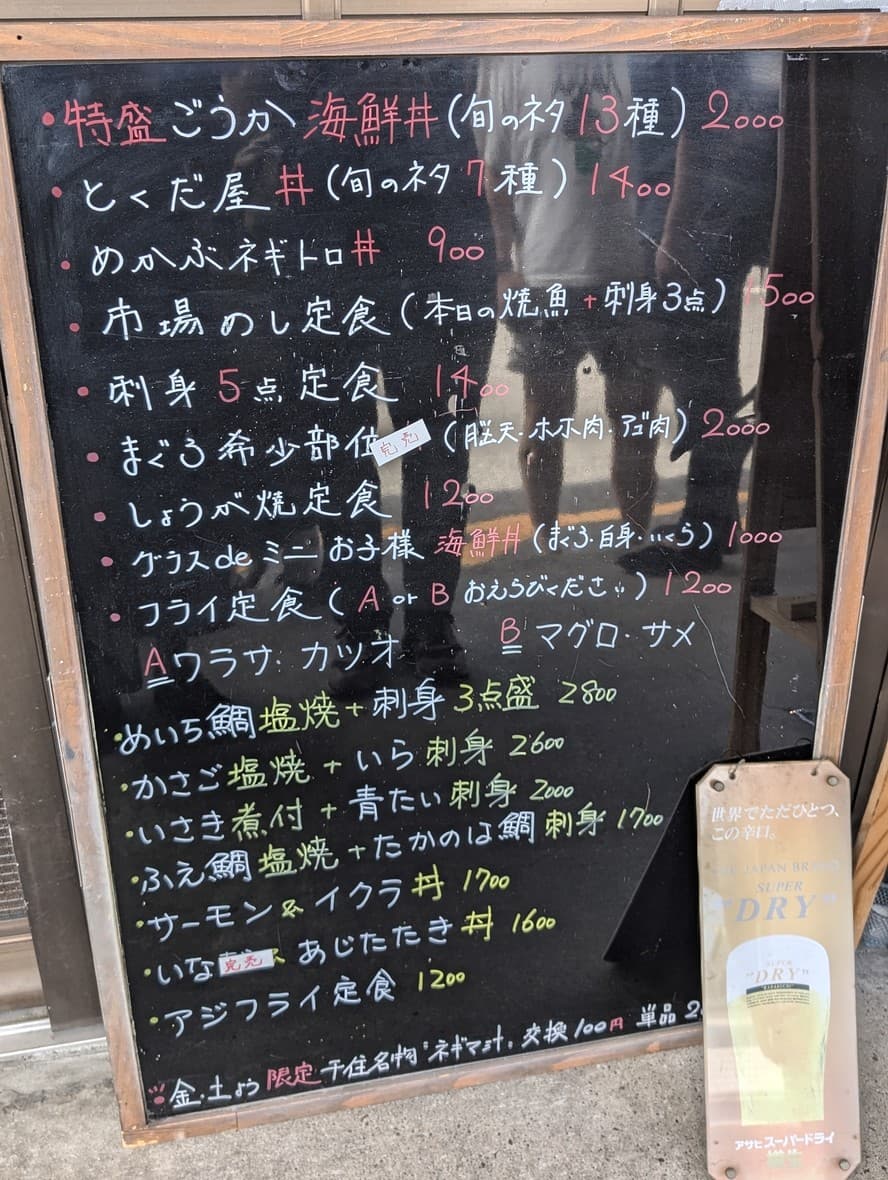 ・特盛ごうか海鮮丼(旬のネタ13種)2000
・とくだ屋丼(旬のネタ7種)1400
・めかぶネギトロ丼 900
・市場めし定食(本日の焼魚+刺身3点)1500
・刺身5点定食 1400
・まぐろ希少部位 完売 (脳天・ホホ肉・アゴ肉)2000
・しょうが焼定食 1200
・グラスdeミニお子様海鮮丼(まぐろ・白身・いくら)1000
・フライ定食(A or B おえらびください)1200
Aワラサ・カツオ Bマグロ・サメ
・めいち鯛塩焼+刺身3点盛 2800
・かさご塩焼+いら刺身 2600
・いさき煮付+青たい刺身 2000
・ふえ鯛塩焼+たかのは鯛刺身 1700
・サーモン&イクラ丼 1700
・いな 完売 あじたたき丼 1600
・アジフライ定食 1200
金・土よう限定 千住名物"ネギマ汁" 交換100円 単品
世界でただひとつ、
この辛口。
THE JAPAN BRAND
SUPER
"DRY"
SUPER
"DRY"
アサヒスーパードライ